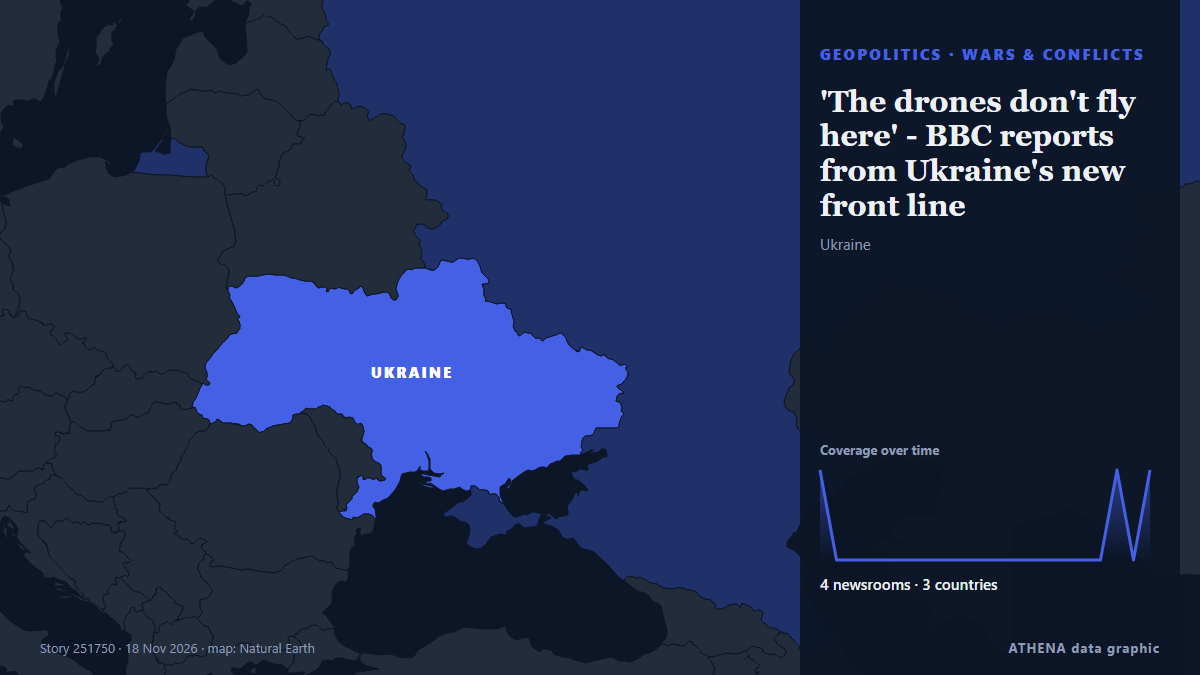 GEOPOLITICS · WARS & CONFLICTS
'The drones don't fly
here' - BBC reports
from Ukraine's new
front line
Ukraine
UKRAINE
Coverage over time
4 newsrooms · 3 countries
Story 251750 · 18 Nov 2026 · map: Natural Earth
ATHENA data graphic